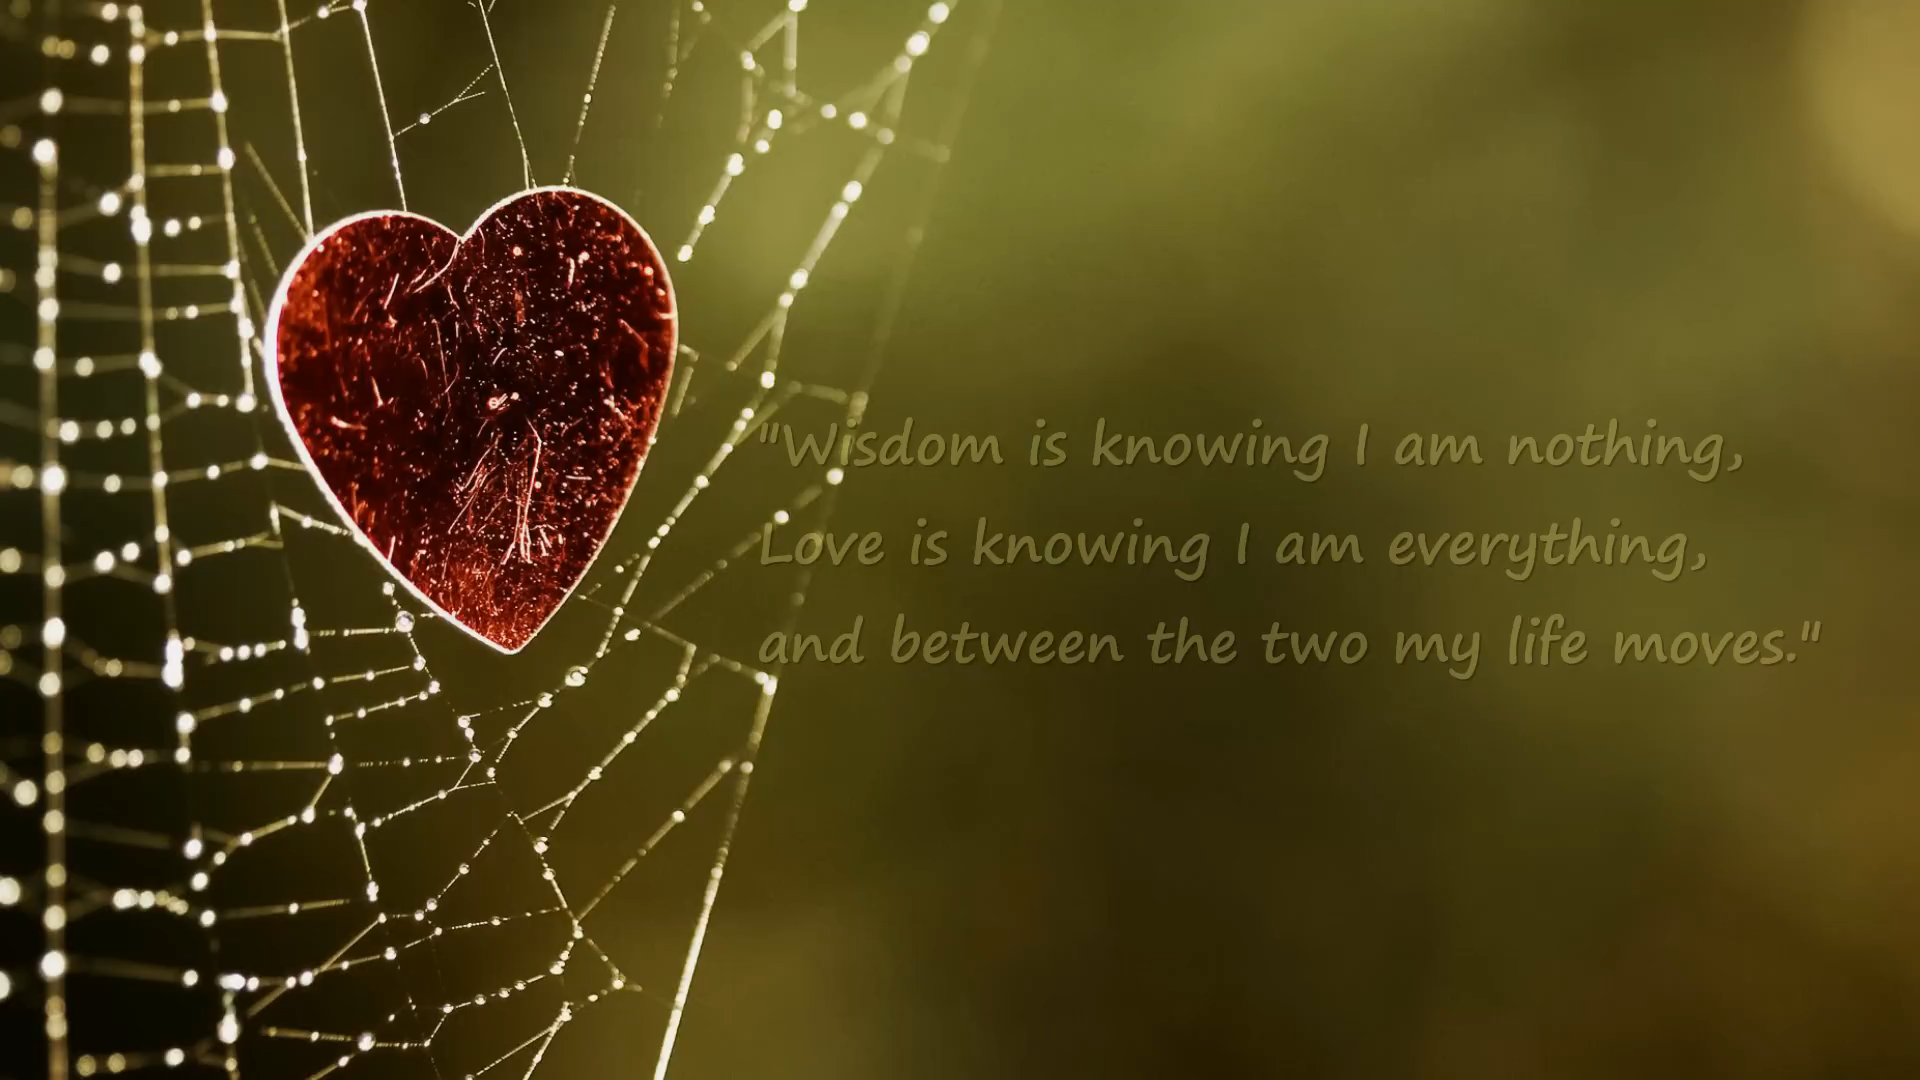 "Wisdom is knowing I am nothing,
Love is knowing I am everything,
and between the two my life moves."